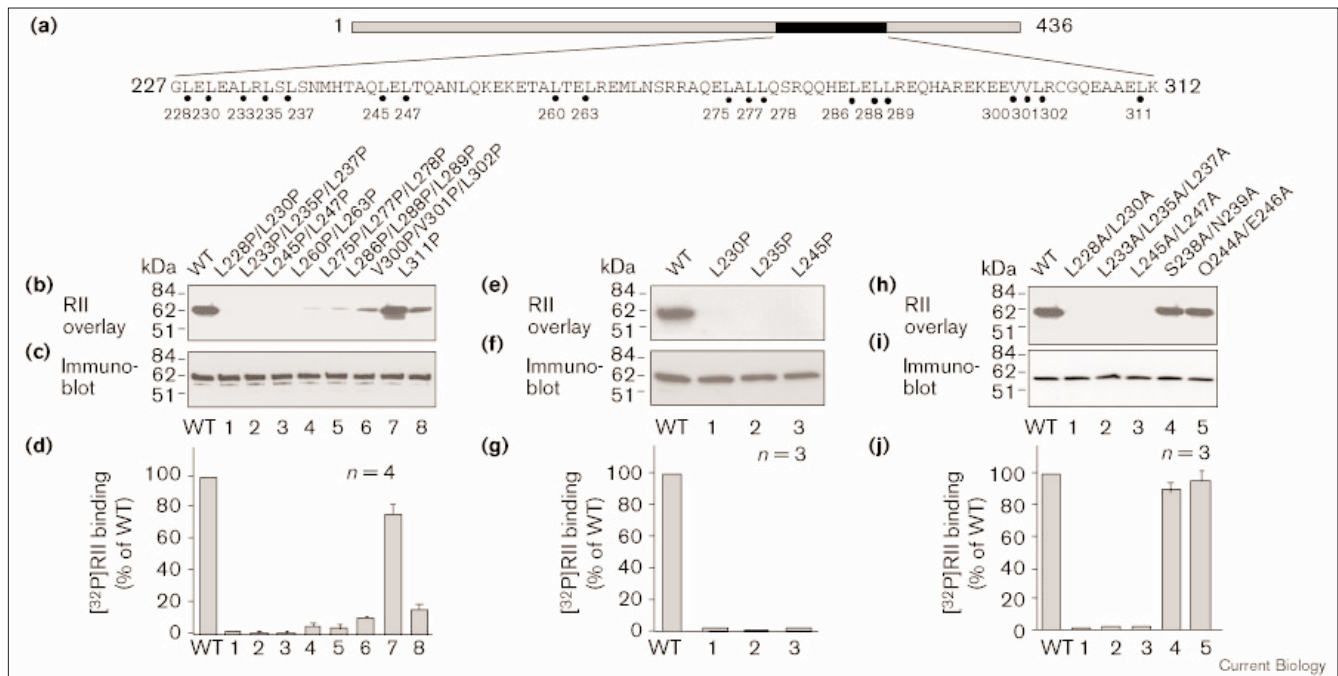 (a)
1 436
227 GLELEALRLSLSNMHTAQLELTQANLQKEKETALTELREMLNSRRAQELALLQSRQQHELELLREQHAREKEEVVLRCGQEAAELK 312
228 230 233 235 237 245 247 260 263 275 277 278 286 288 289 300 301 302 311
WT L228P/L230P L233P/L235P/L237P L245P/L247P L260P/L263P L275P/L277P/L278P L286P/L288P/L289P V300P/V301P/L302P L311P
kDa
(b) RII overlay 84 62 51
(c) Immuno-blot 84 62 51
WT 1 2 3 4 5 6 7 8
(d) n = 4
[32P]RII binding (% of WT)
100
80
60
40
20
0
WT 1 2 3 4 5 6 7 8
WT L230P L235P L245P
kDa
(e) RII overlay 84 62 51
(f) Immuno-blot 84 62 51
WT 1 2 3
(g) n = 3
[32P]RII binding (% of WT)
100
80
60
40
20
0
WT 1 2 3
WT L228A/L230A L233A/L235A/L237A L245A/L247A S238A/N239A Q244A/E246A
kDa
(h) RII overlay 84 62 51
(i) Immuno-blot 84 62 51
WT 1 2 3 4 5
(j) n = 3
[32P]RII binding (% of WT)
100
80
60
40
20
0
WT 1 2 3 4 5
Current Biology